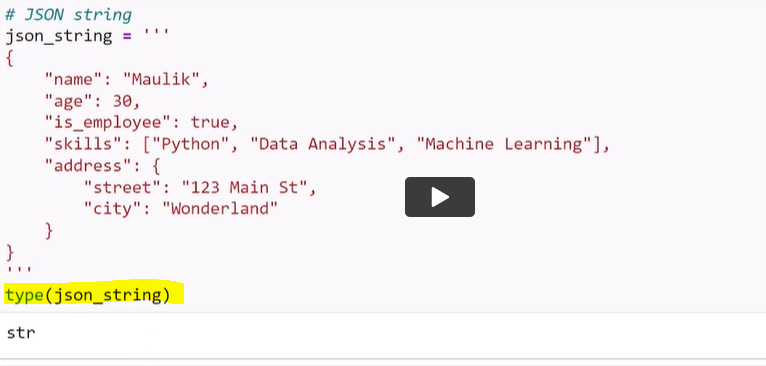 # JSON string
json_string = '''
{
    "name": "Maulik",
    "age": 30,
    "is_employee": true,
    "skills": ["Python", "Data Analysis", "Machine Learning"],
    "address": {
        "street": "123 Main St",
        "city": "Wonderland"
    }
}
'''
type(json_string)
str